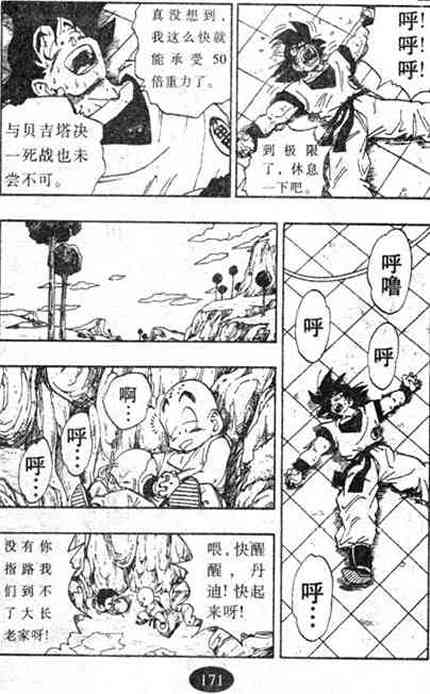 呼！
呼！
呼！
到极限
了，休息
一下吧。
真没想到，
我这么快就
能承受50
倍重力了。
与贝吉塔决
一死战也未
尝不可。
呼
噜
呼
呼
呼…
啊…
呼…
呼…
喂，快醒
醒，丹
迪！快起
来呀！
没有你
指路我
们到不
了大长
老家呀！
171